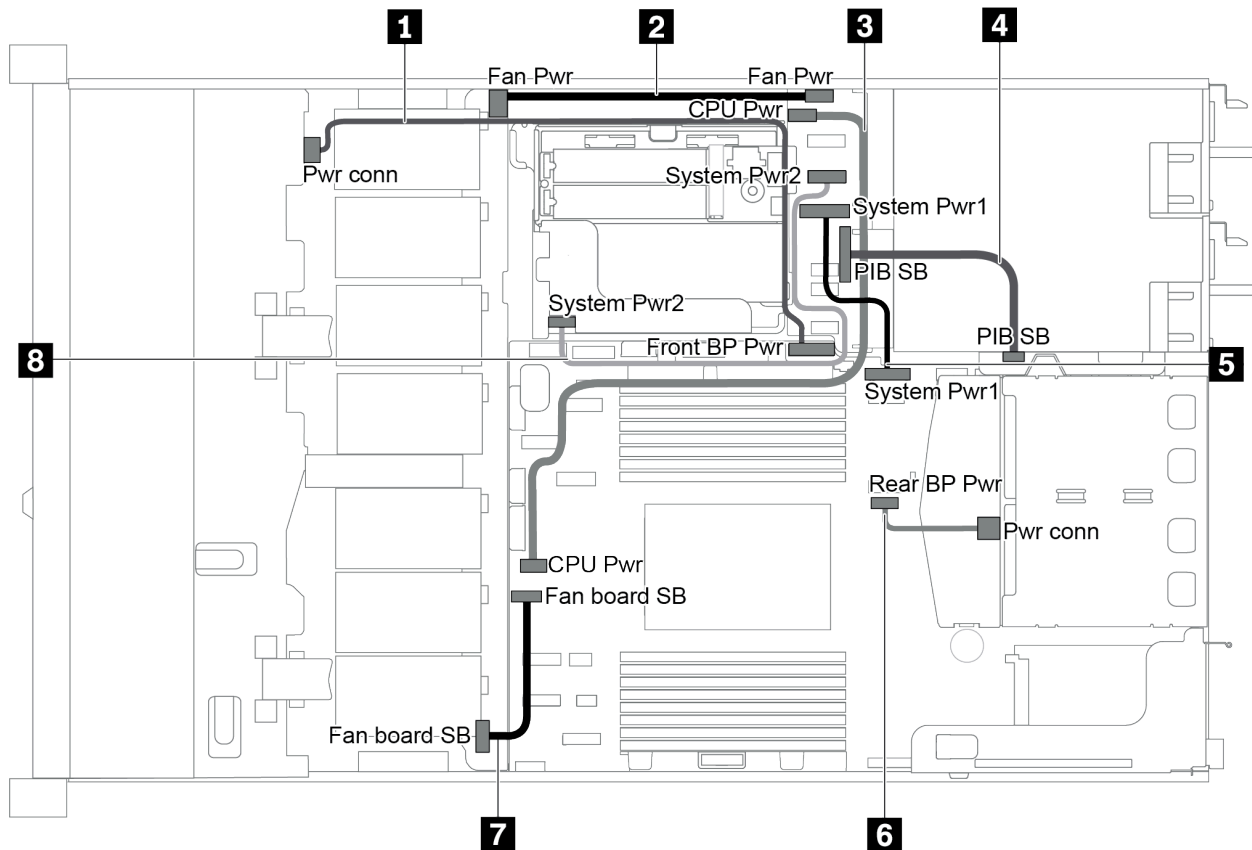 1
2
3
4
Fan Pwr
Fan Pwr
CPU Pwr
Pwr conn
System Pwr2
System Pwr1
PIB SB
System Pwr2
Front BP Pwr
PIB SB
8
5
System Pwr1
Rear BP Pwr
Pwr conn
CPU Pwr
Fan board SB
Fan board SB
7
6